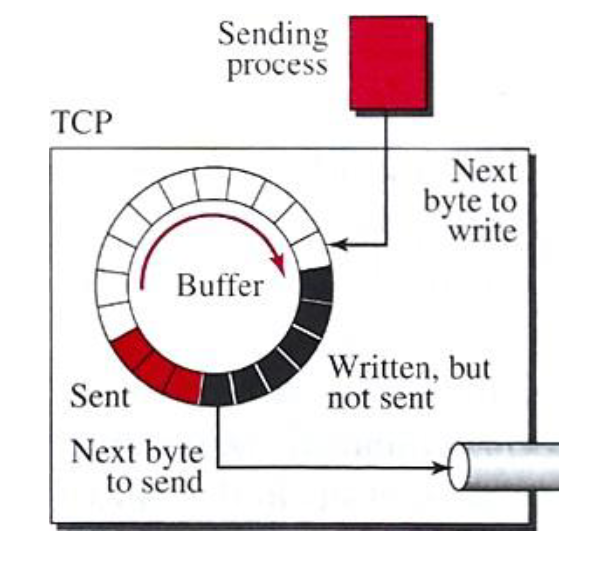 Sending
process
TCP
Next
byte to
write
Buffer
Written, but
not sent
Sent
Next byte
to send